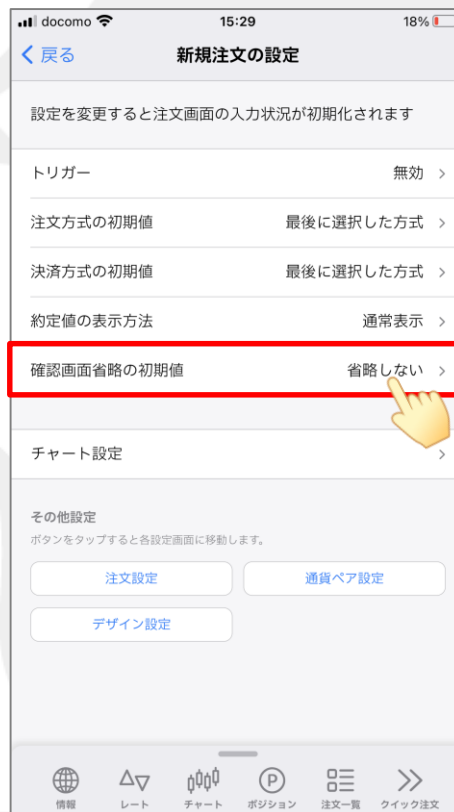 docomo 15:29 18%
戻る 新規注文の設定
設定を変更すると注文画面の入力状況が初期化されます
トリガー 無効
注文方式の初期値 最後に選択した方式
決済方式の初期値 最後に選択した方式
約定値の表示方法 通常表示
確認画面省略の初期値 省略しない
チャート設定
その他設定
ボタンをタップすると各設定画面に移動します。
注文設定 通貨ペア設定
デザイン設定
情報 レート チャート ポジション 注文一覧 クイック注文